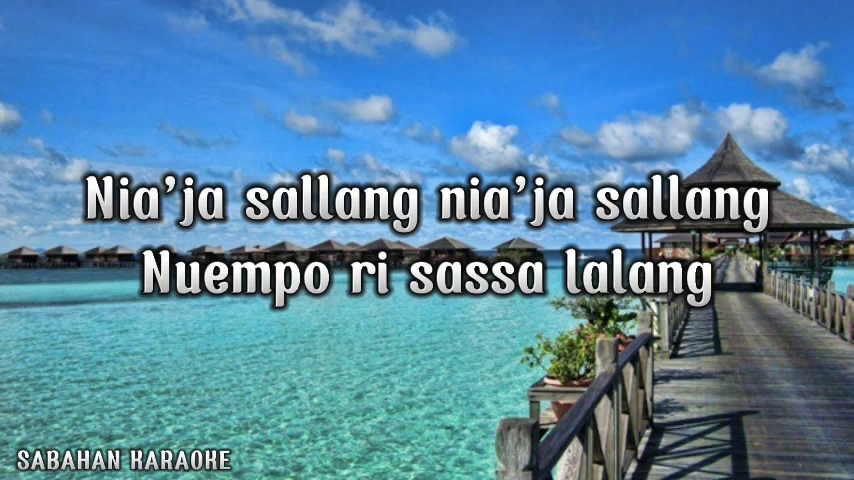 Nia'ja sallang nia'ja sallang
Nuempo ri sassa lalang
SABAHAN KARAOKE